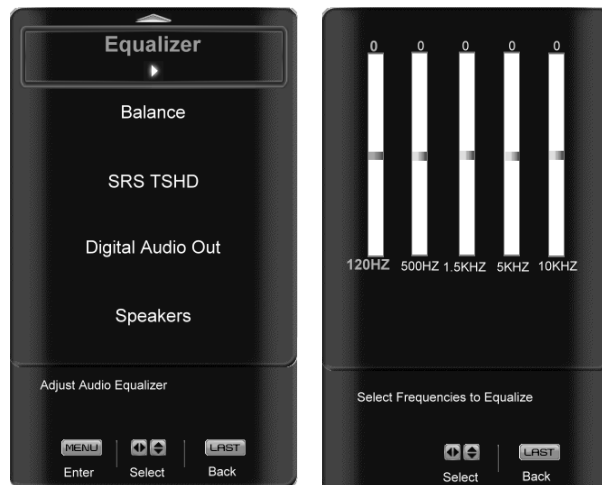 Equalizer
Balance
SRS TSHD
Digital Audio Out
Speakers
Adjust Audio Equalizer
MENU LAST
Enter Select Back
0 0 0 0 0
120HZ 500HZ 1.5KHZ 5KHZ 10KHZ
Select Frequencies to Equalize
LAST
Select Back